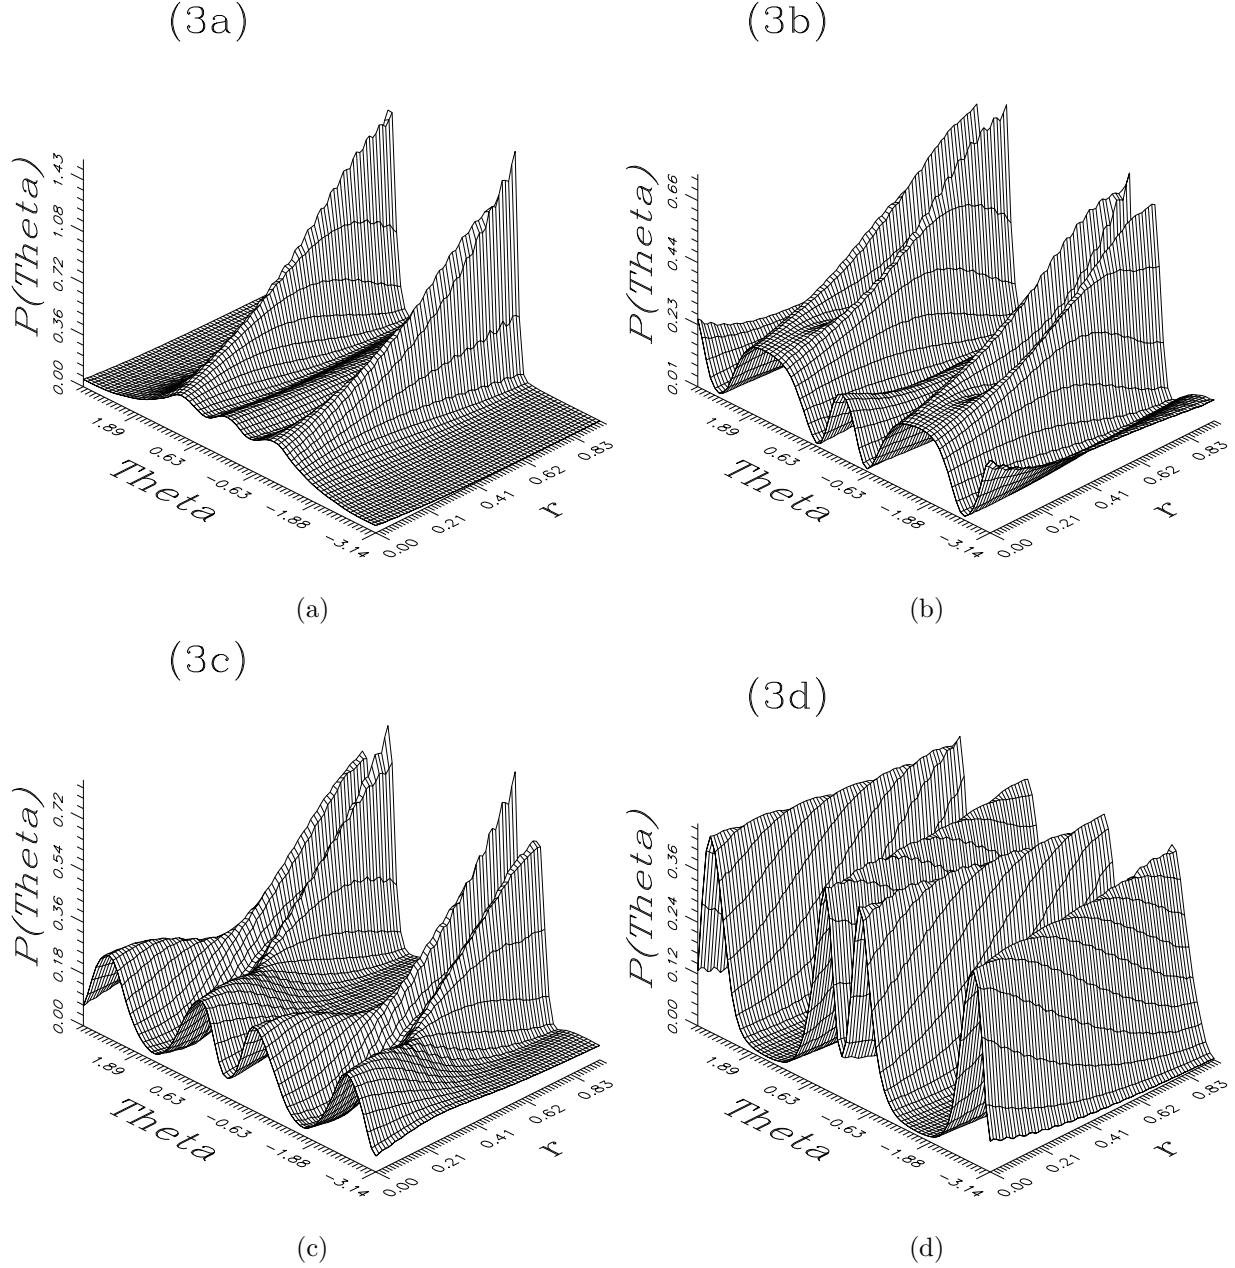 (3a)
P(Theta)
1.43
1.08
0.72
0.36
0.00
1.89
0.63
-0.63
-1.88
-3.14
Theta
0.00
0.21
0.41
0.62
0.83
r
(a)
(3b)
P(Theta)
0.66
0.44
0.23
0.01
1.89
0.63
-0.63
-1.88
-3.14
Theta
0.00
0.21
0.41
0.62
0.83
r
(b)
(3c)
P(Theta)
0.72
0.54
0.36
0.18
0.00
1.89
0.63
-0.63
-1.88
-3.14
Theta
0.00
0.21
0.41
0.62
0.83
r
(c)
(3d)
P(Theta)
0.36
0.24
0.12
0.00
1.89
0.63
-0.63
-1.88
-3.14
Theta
0.00
0.21
0.41
0.62
0.83
r
(d)